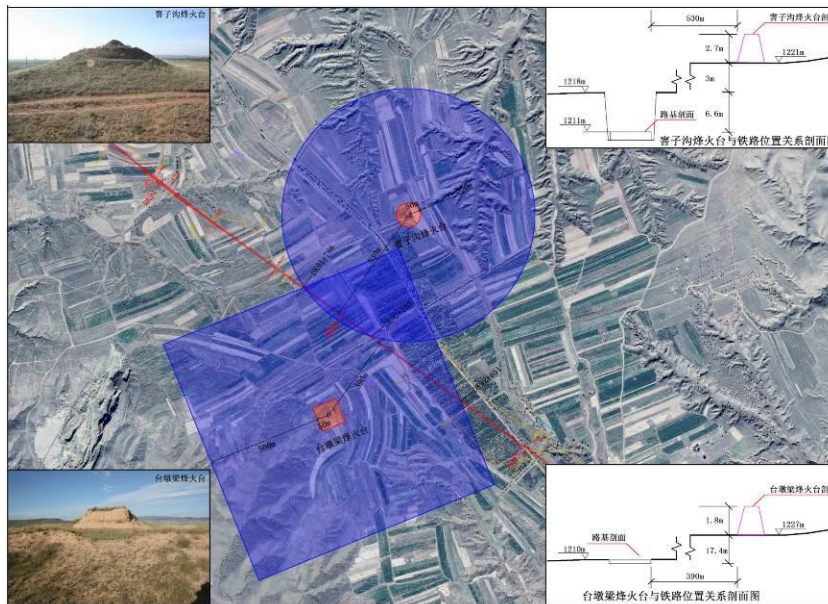 窨子沟烽火台
台墩梁烽火台
窨子沟烽火台
50m
台墩梁烽火台
50m
500m
530m
窨子沟烽火台剖
2.7m
1221m
1218m
3m
路基剖面
6.6m
1211m
窨子沟烽火台与铁路位置关系剖面图
台墩梁烽火台剖
1.8m
1227m
路基剖面
1210m
17.4m
390m
台墩梁烽火台与铁路位置关系剖面图